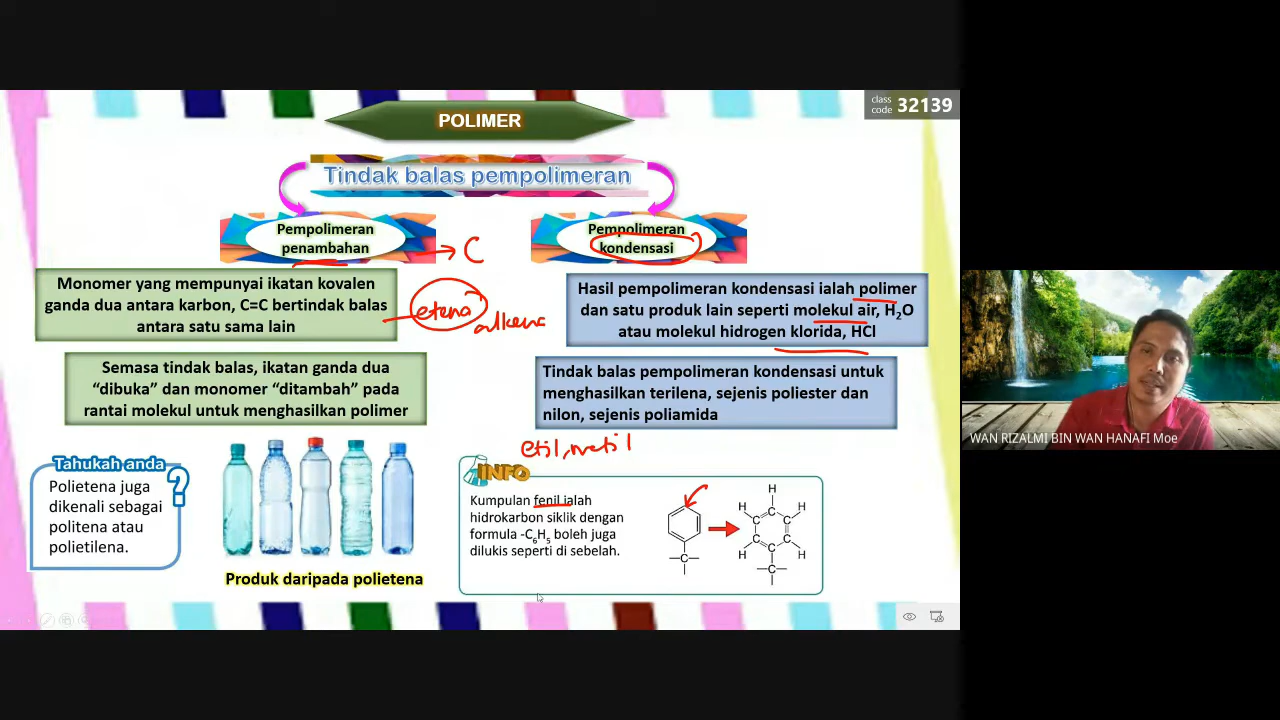 class
code 32139
POLIMER
Tindak balas pempolimeran
Pempolimeran
penambahan
C
Monomer yang mempunyai ikatan kovalen
ganda dua antara karbon, C=C bertindak balas
antara satu sama lain
etena
alkena
Semasa tindak balas, ikatan ganda dua
“dibuka” dan monomer “ditambah” pada
rantai molekul untuk menghasilkan polimer
Pempolimeran
kondensasi
Hasil pempolimeran kondensasi ialah polimer
dan satu produk lain seperti molekul air, H₂O
atau molekul hidrogen klorida, HCl
Tindak balas pempolimeran kondensasi untuk
menghasilkan terilena, sejenis poliester dan
nilon, sejenis poliamida
etil, metil
Tahukah anda
?
Polietena juga
dikenali sebagai
politena atau
polietilena.
Produk daripada polietena
INFO
Kumpulan fenil ialah
hidrokarbon siklik dengan
formula -C₆H₅ boleh juga
dilukis seperti di sebelah.
C
H
H C H
C C
C C
H C H
C
WAN RIZALMI BIN WAN HANAFI Moe